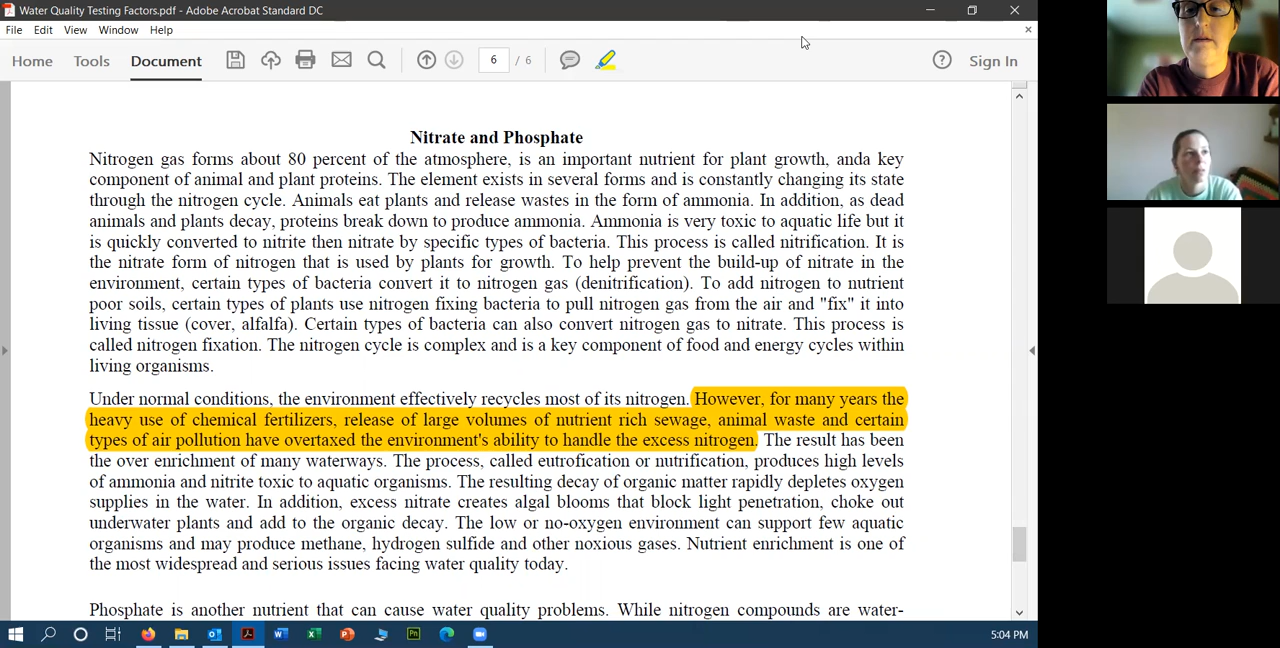 Water Quality Testing Factors.pdf - Adobe Acrobat Standard DC
File Edit View Window Help
Home Tools Document 6 / 6 Sign In
Nitrate and Phosphate
Nitrogen gas forms about 80 percent of the atmosphere, is an important nutrient for plant growth, anda key
component of animal and plant proteins. The element exists in several forms and is constantly changing its state
through the nitrogen cycle. Animals eat plants and release wastes in the form of ammonia. In addition, as dead
animals and plants decay, proteins break down to produce ammonia. Ammonia is very toxic to aquatic life but it
is quickly converted to nitrite then nitrate by specific types of bacteria. This process is called nitrification. It is
the nitrate form of nitrogen that is used by plants for growth. To help prevent the build-up of nitrate in the
environment, certain types of bacteria convert it to nitrogen gas (denitrification). To add nitrogen to nutrient
poor soils, certain types of plants use nitrogen fixing bacteria to pull nitrogen gas from the air and "fix" it into
living tissue (cover, alfalfa). Certain types of bacteria can also convert nitrogen gas to nitrate. This process is
called nitrogen fixation. The nitrogen cycle is complex and is a key component of food and energy cycles within
living organisms.
Under normal conditions, the environment effectively recycles most of its nitrogen. However, for many years the
heavy use of chemical fertilizers, release of large volumes of nutrient rich sewage, animal waste and certain
types of air pollution have overtaxed the environment's ability to handle the excess nitrogen. The result has been
the over enrichment of many waterways. The process, called eutrofication or nutrification, produces high levels
of ammonia and nitrite toxic to aquatic organisms. The resulting decay of organic matter rapidly depletes oxygen
supplies in the water. In addition, excess nitrate creates algal blooms that block light penetration, choke out
underwater plants and add to the organic decay. The low or no-oxygen environment can support few aquatic
organisms and may produce methane, hydrogen sulfide and other noxious gases. Nutrient enrichment is one of
the most widespread and serious issues facing water quality today.
Phosphate is another nutrient that can cause water quality problems. While nitrogen compounds are water-
5:04 PM